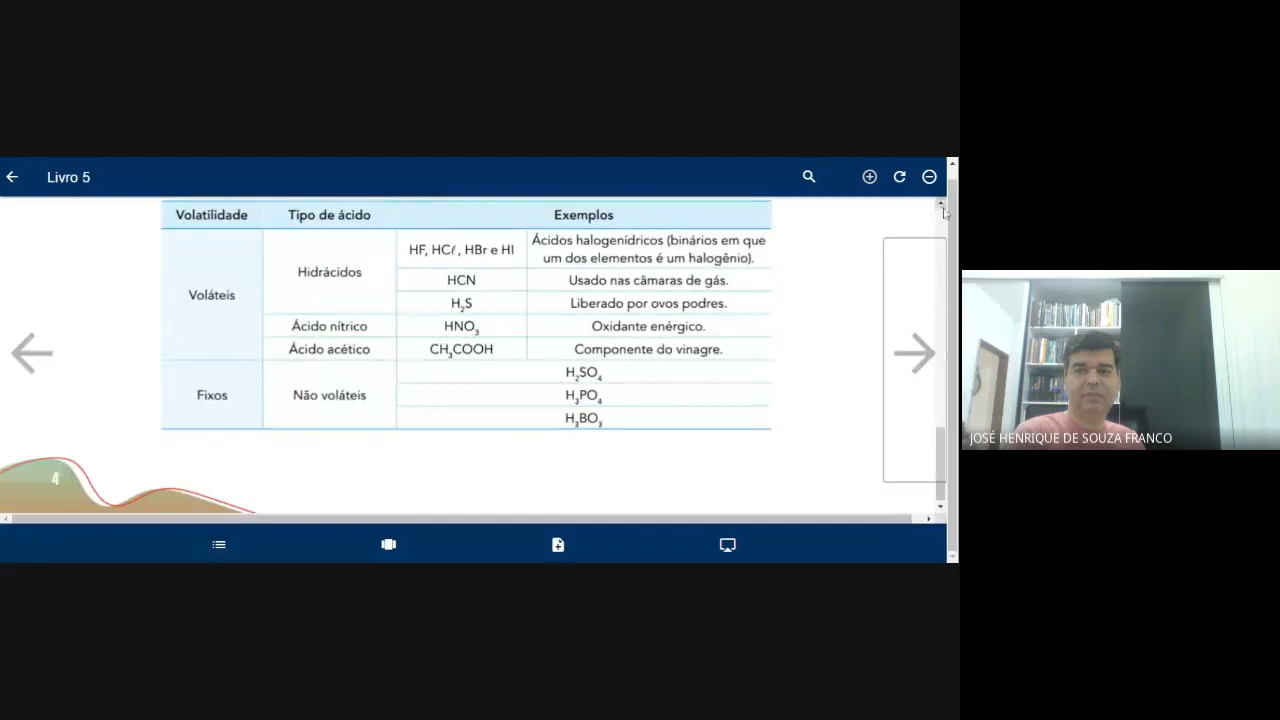 Livro 5
Volatilidade Tipo de ácido Exemplos
Voláteis
Hidrácidos
HF, HCℓ, HBr e HI
Ácidos halogenídricos (binários em que
um dos elementos é um halogênio).
HCN Usado nas câmaras de gás.
H₂S Liberado por ovos podres.
Ácido nítrico HNO₃ Oxidante enérgico.
Ácido acético CH₃COOH Componente do vinagre.
Fixos
Não voláteis
H₂SO₄
H₃PO₄
H₃BO₃
4
JOSÉ HENRIQUE DE SOUZA FRANCO